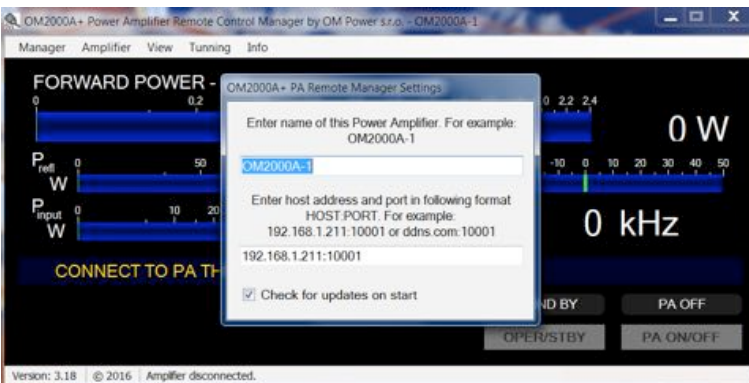 OM2000A+ Power Amplifier Remote Control Manager by OM Power s.r.o. - OM2000A-1
Manager Amplifier View Tunning Info
FORWARD POWER -
OM2000A+ PA Remote Manager Settings
0 0,2 0 2.2 2.4
Enter name of this Power Amplifier. For example:
OM2000A-1
0 W
OM2000A-1
Prefl W 0 50 -10 0 10 20 30 40 50
Enter host address and port in following format
HOST:PORT. For example:
192.168.1.211:10001 or ddns.com:10001
Pinput W 0 10 20
0 kHz
192.168.1.211:10001
CONNECT TO PA TH
Check for updates on start
ND BY PA OFF
OPER/STBY PA ON/OFF
Version: 3.18 © 2016 Amplifier disconnected.